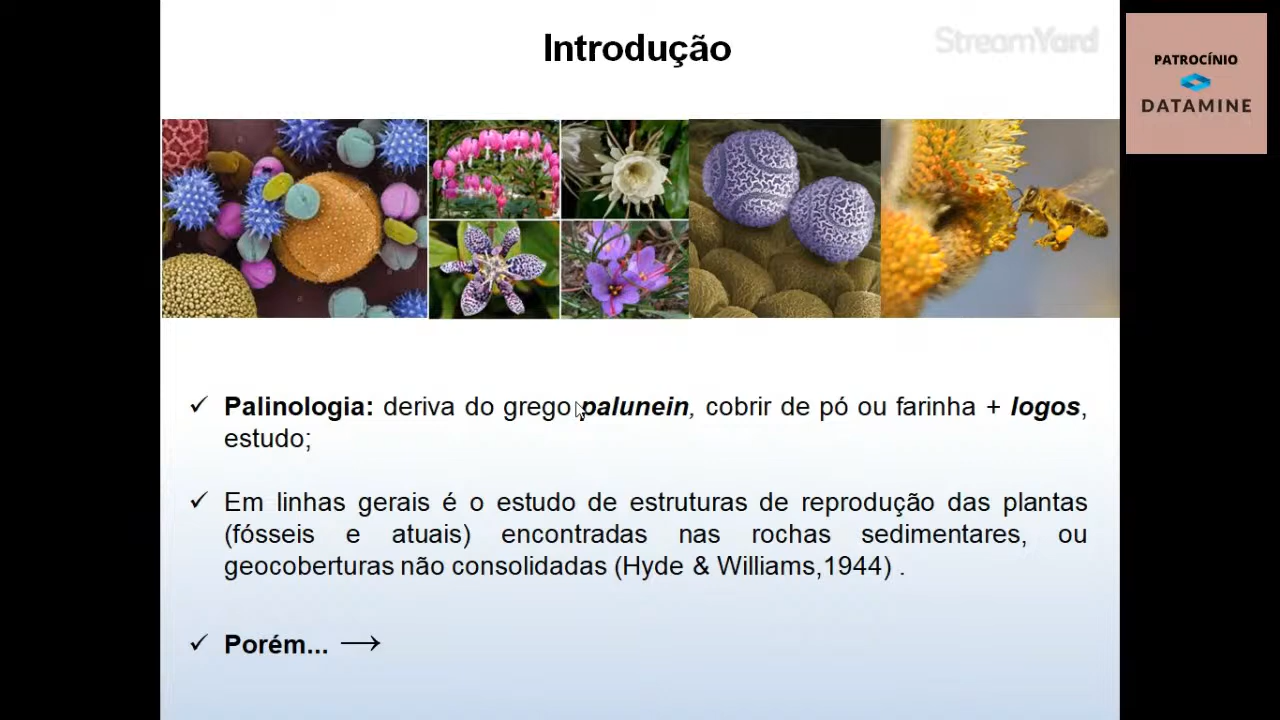 Introdução
StreamYard
PATROCÍNIO
DATAMINE
✓ Palinologia: deriva do grego palunein, cobrir de pó ou farinha + logos,
estudo;
✓ Em linhas gerais é o estudo de estruturas de reprodução das plantas
(fósseis e atuais) encontradas nas rochas sedimentares, ou
geocoberturas não consolidadas (Hyde & Williams,1944) .
✓ Porém... →